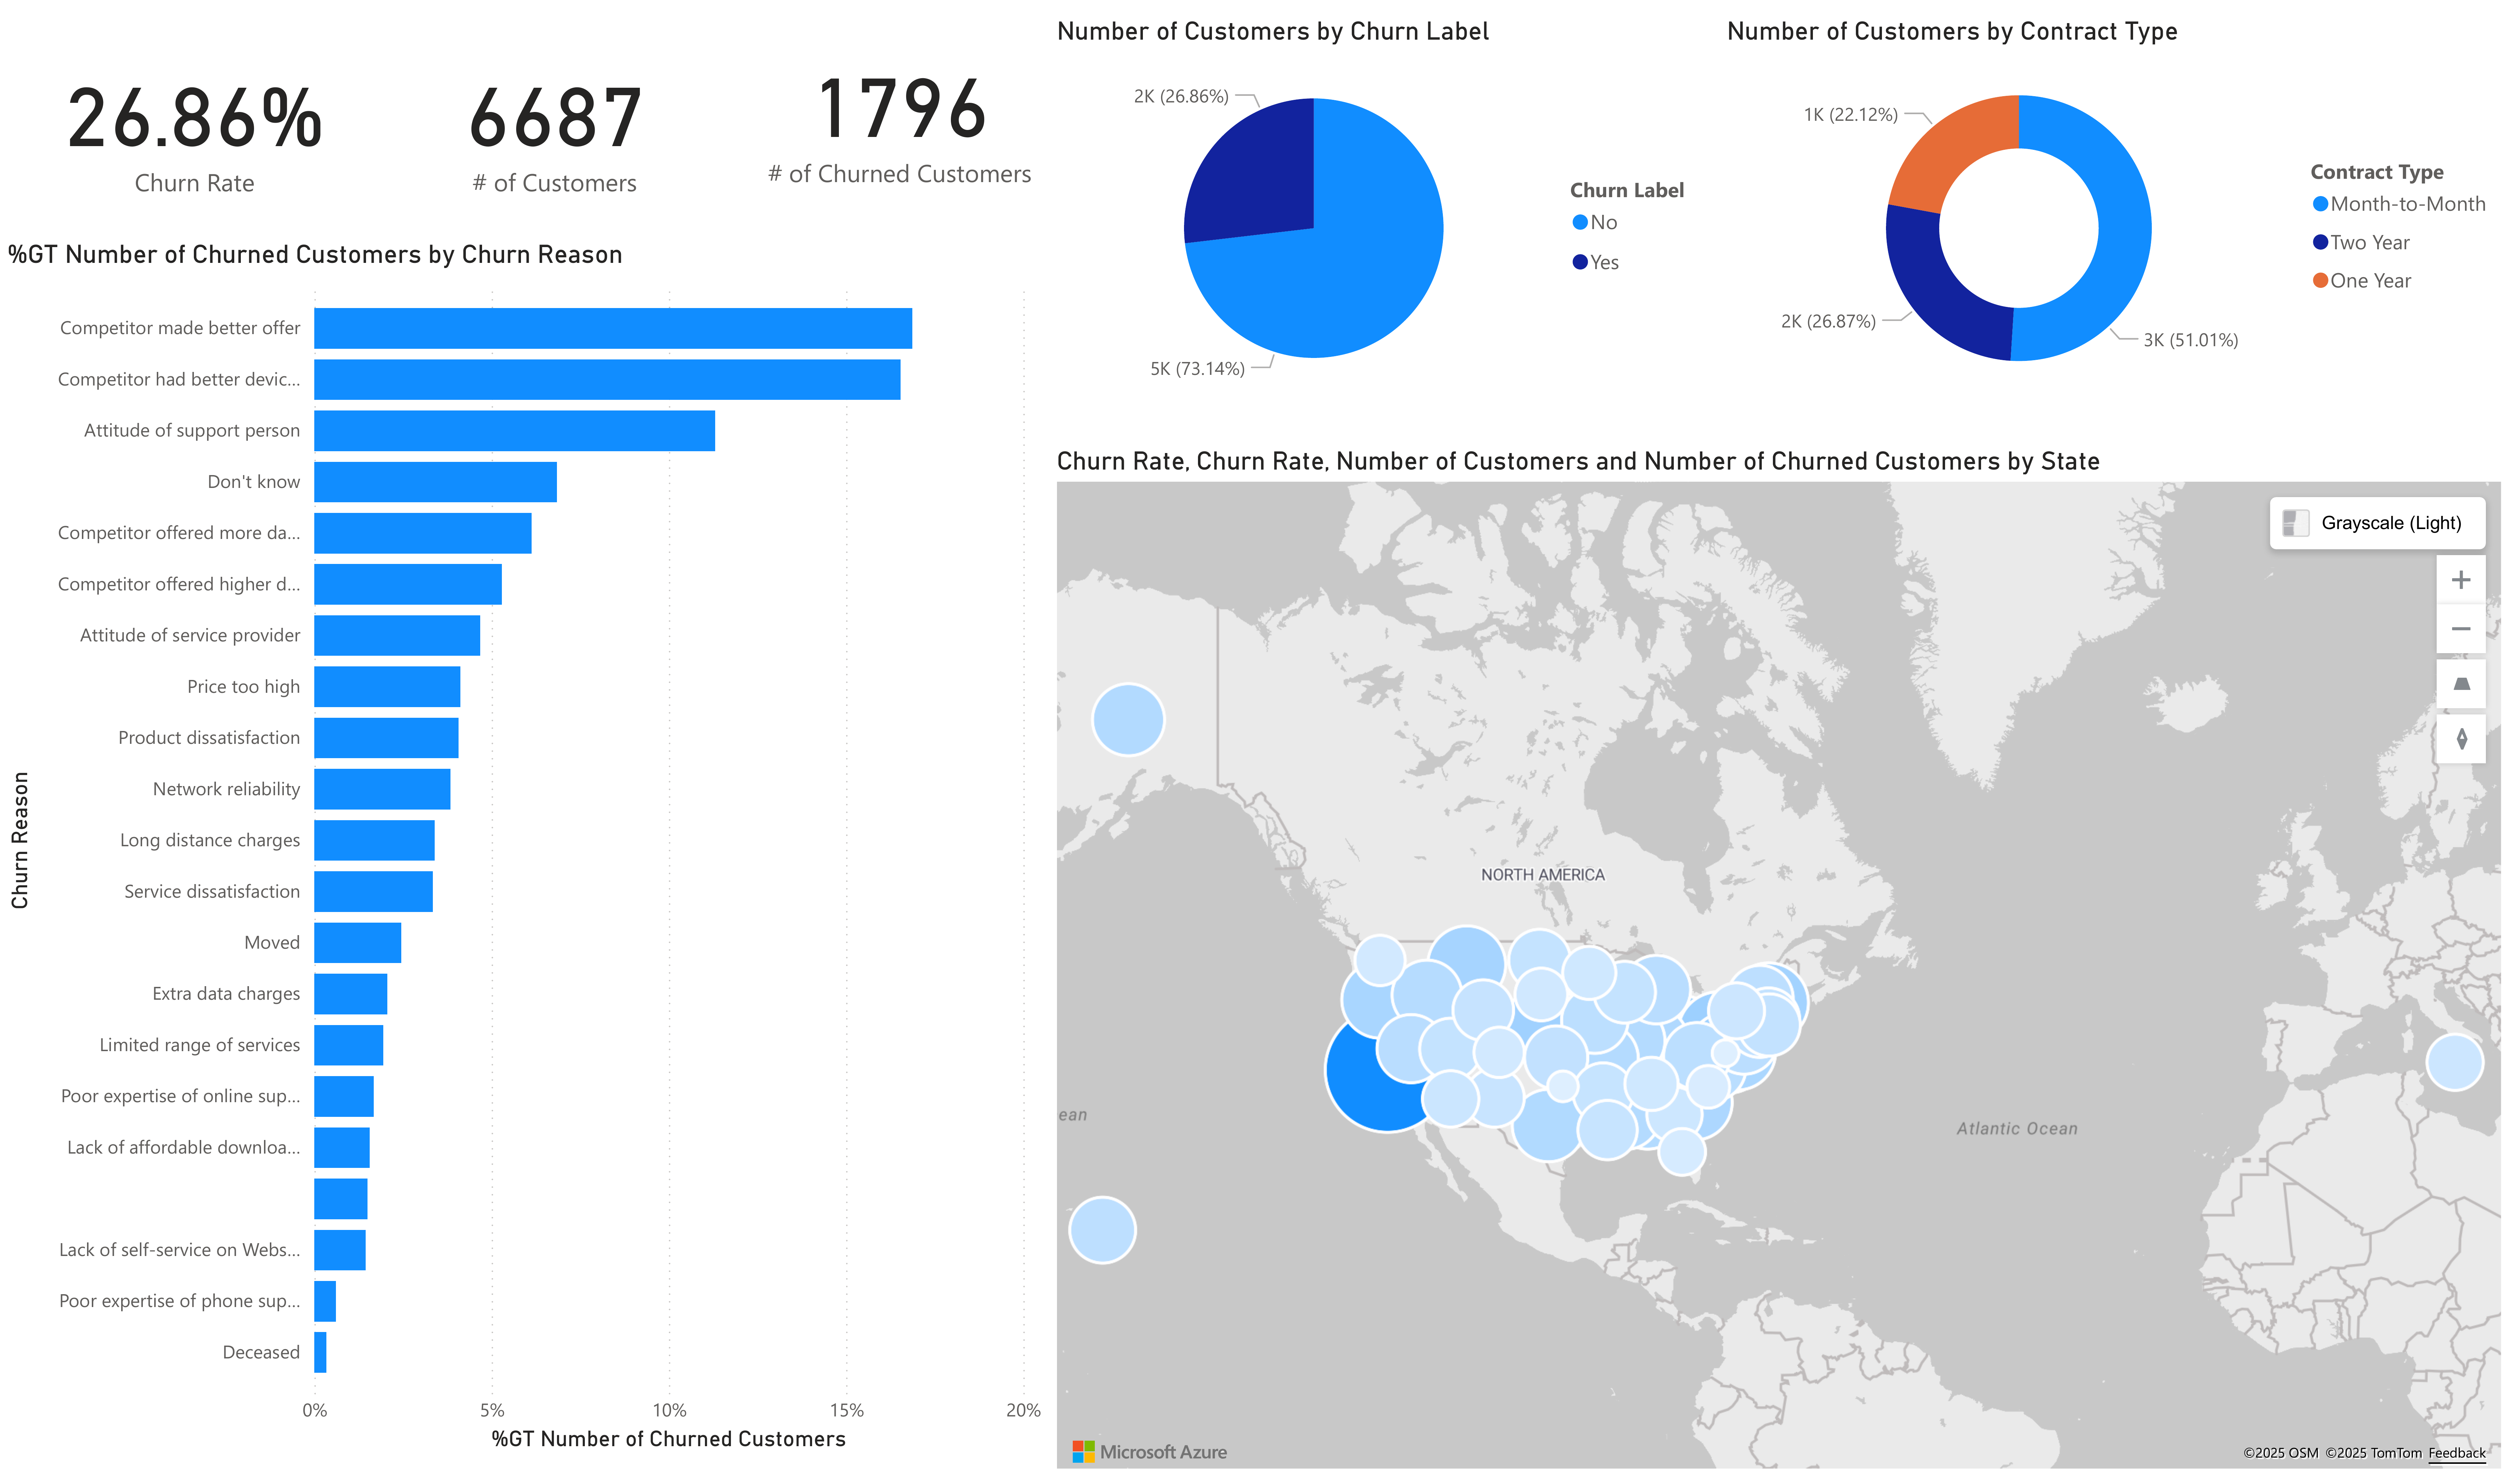 26.86%
Churn Rate
6687
# of Customers
1796
# of Churned Customers
%GT Number of Churned Customers by Churn Reason
Churn Reason
Competitor made better offer
Competitor had better devic...
Attitude of support person
Don't know
Competitor offered more da...
Competitor offered higher d...
Attitude of service provider
Price too high
Product dissatisfaction
Network reliability
Long distance charges
Service dissatisfaction
Moved
Extra data charges
Limited range of services
Poor expertise of online sup...
Lack of affordable downloa...
Lack of self-service on Webs...
Poor expertise of phone sup...
Deceased
0% 5% 10% 15% 20%
%GT Number of Churned Customers
Number of Customers by Churn Label
2K (26.86%)
5K (73.14%)
Churn Label
No
Yes
Number of Customers by Contract Type
1K (22.12%)
2K (26.87%)
3K (51.01%)
Contract Type
Month-to-Month
Two Year
One Year
Churn Rate, Churn Rate, Number of Customers and Number of Churned Customers by State
Grayscale (Light)
NORTH AMERICA
ean
Atlantic Ocean
Microsoft Azure
©2025 OSM ©2025 TomTom Feedback